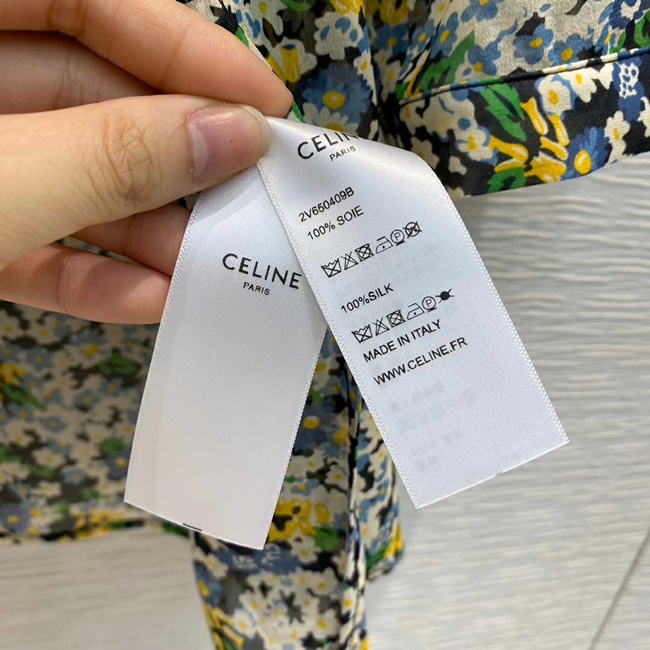 CELINE
PARIS
CELINE
PARIS
2V650409B
100% SOIE
100%SILK
MADE IN ITALY
WWW.CELINE.FR